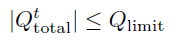 |Q^t_total| ≤ Q_limit